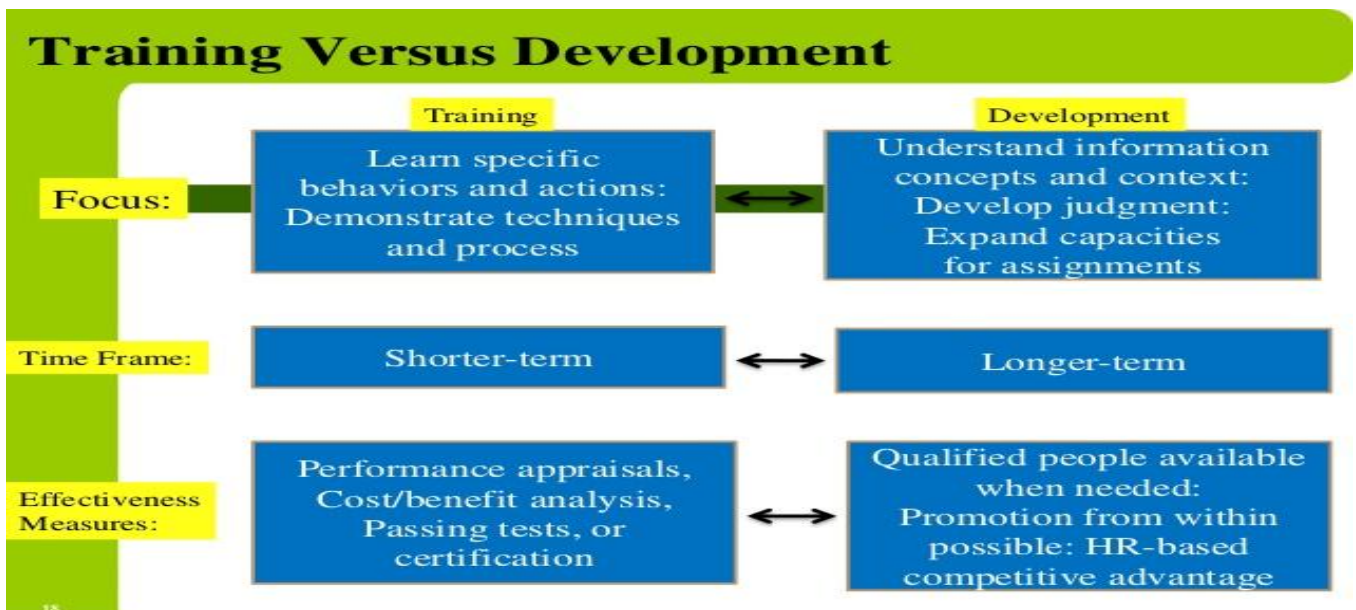 Training Versus Development
Training
Development
Focus:
Learn specific
behaviors and actions:
Demonstrate techniques
and process
Understand information
concepts and context:
Develop judgment:
Expand capacities
for assignments
Time Frame:
Shorter-term
Longer-term
Effectiveness
Measures:
Performance appraisals,
Cost/benefit analysis,
Passing tests, or
certification
Qualified people available
when needed:
Promotion from within
possible: HR-based
competitive advantage